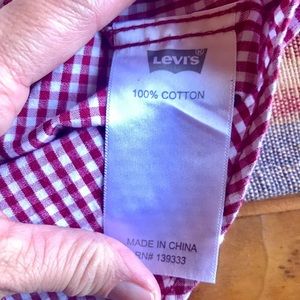 LEVI'S
100% COTTON
MADE IN CHINA
RN# 139333